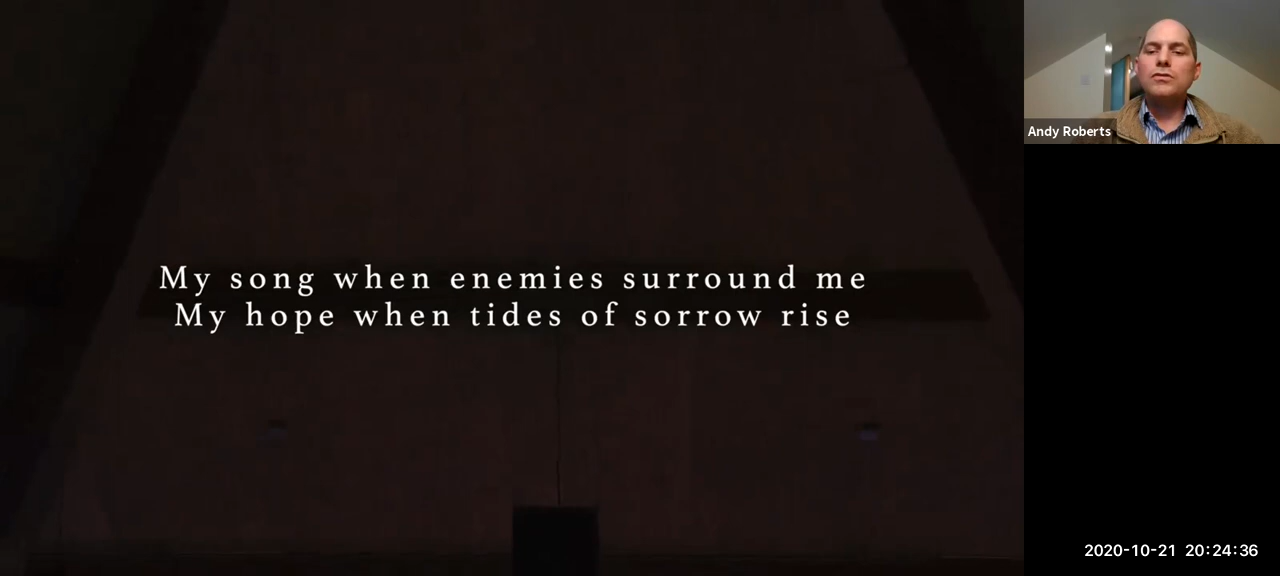 My song when enemies surround me
My hope when tides of sorrow rise
Andy Roberts
2020-10-21 20:24:36